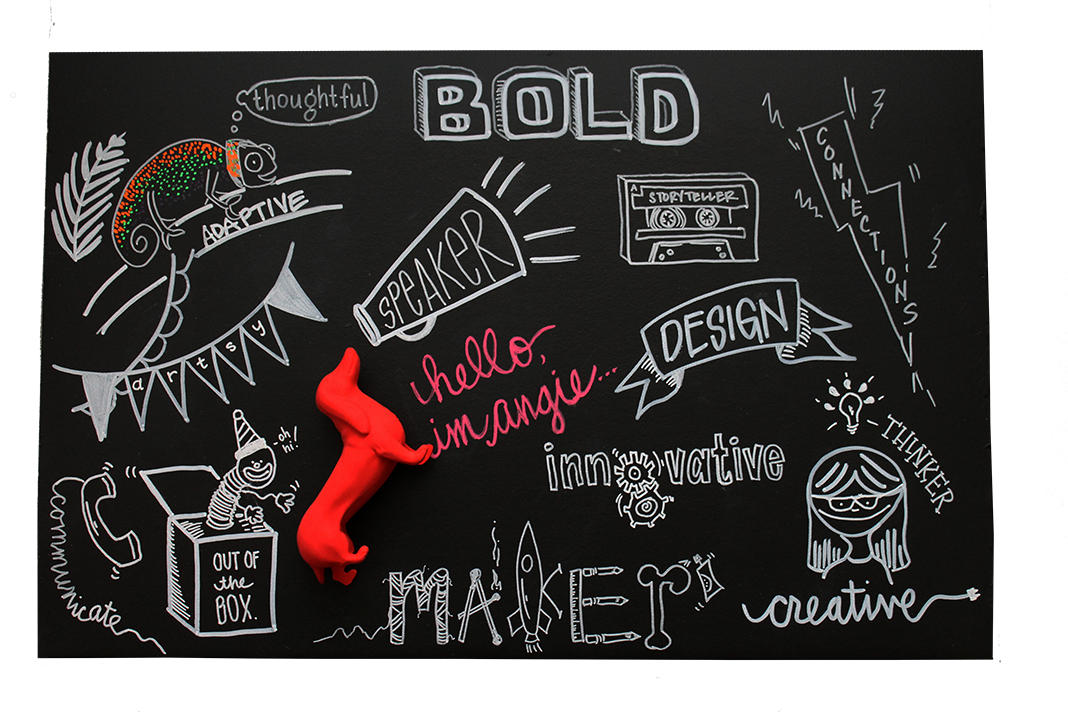 thoughtful
BOLD
ADAPTIVE
SPEAKER
A
STORYTELLER
CONNECTIONS
DESIGN
artsy
hello,
im angie...
THINKER
innovative
oh
hi!
communicate
OUT OF
the
BOX.
MAKER
creative